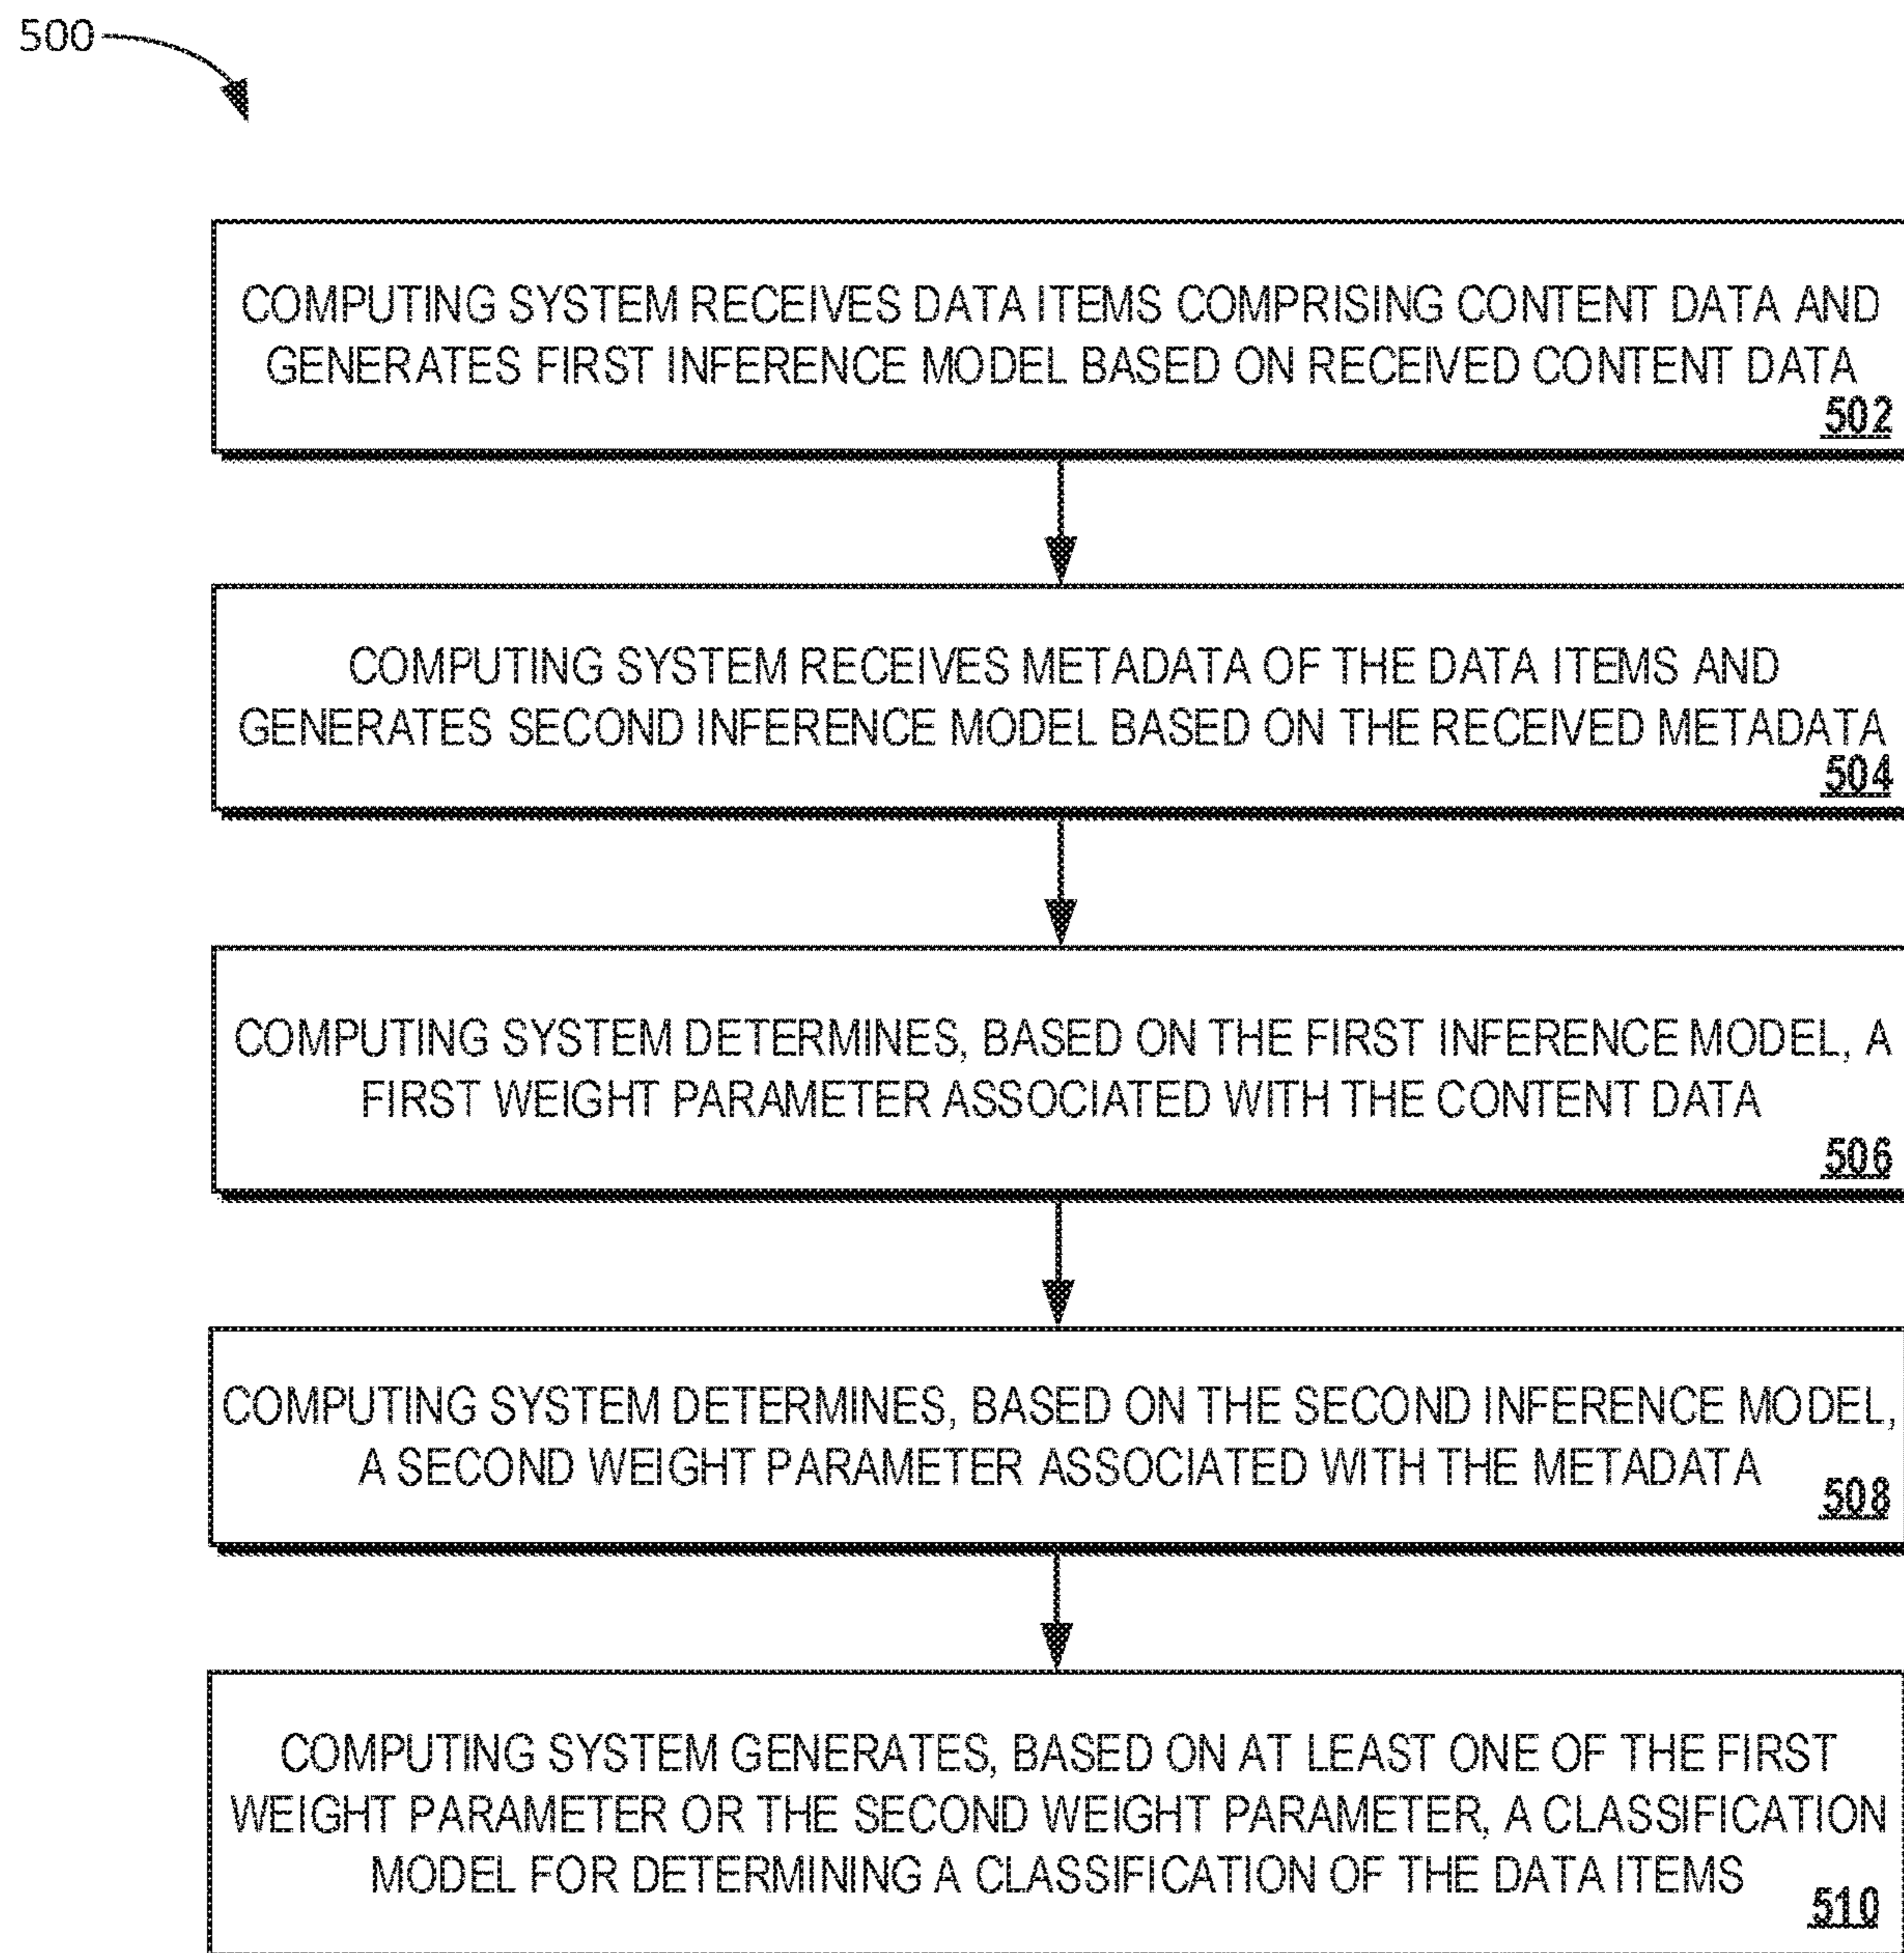 500
COMPUTING SYSTEM RECEIVES DATA ITEMS COMPRISING CONTENT DATA AND
GENERATES FIRST INFERENCE MODEL BASED ON RECEIVED CONTENT DATA
502
COMPUTING SYSTEM RECEIVES METADATA OF THE DATA ITEMS AND
GENERATES SECOND INFERENCE MODEL BASED ON THE RECEIVED METADATA
504
COMPUTING SYSTEM DETERMINES, BASED ON THE FIRST INFERENCE MODEL, A
FIRST WEIGHT PARAMETER ASSOCIATED WITH THE CONTENT DATA
506
COMPUTING SYSTEM DETERMINES, BASED ON THE SECOND INFERENCE MODEL,
A SECOND WEIGHT PARAMETER ASSOCIATED WITH THE METADATA
508
COMPUTING SYSTEM GENERATES, BASED ON AT LEAST ONE OF THE FIRST
WEIGHT PARAMETER OR THE SECOND WEIGHT PARAMETER, A CLASSIFICATION
MODEL FOR DETERMINING A CLASSIFICATION OF THE DATA ITEMS
510